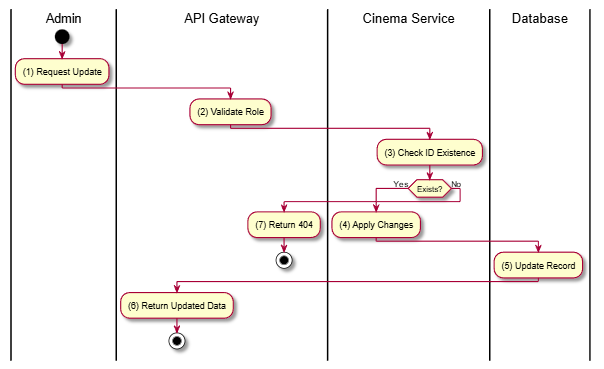 Admin
API Gateway
Cinema Service
Database
(1) Request Update
(2) Validate Role
(3) Check ID Existence
Yes
Exists?
No
(7) Return 404
(4) Apply Changes
(5) Update Record
(6) Return Updated Data